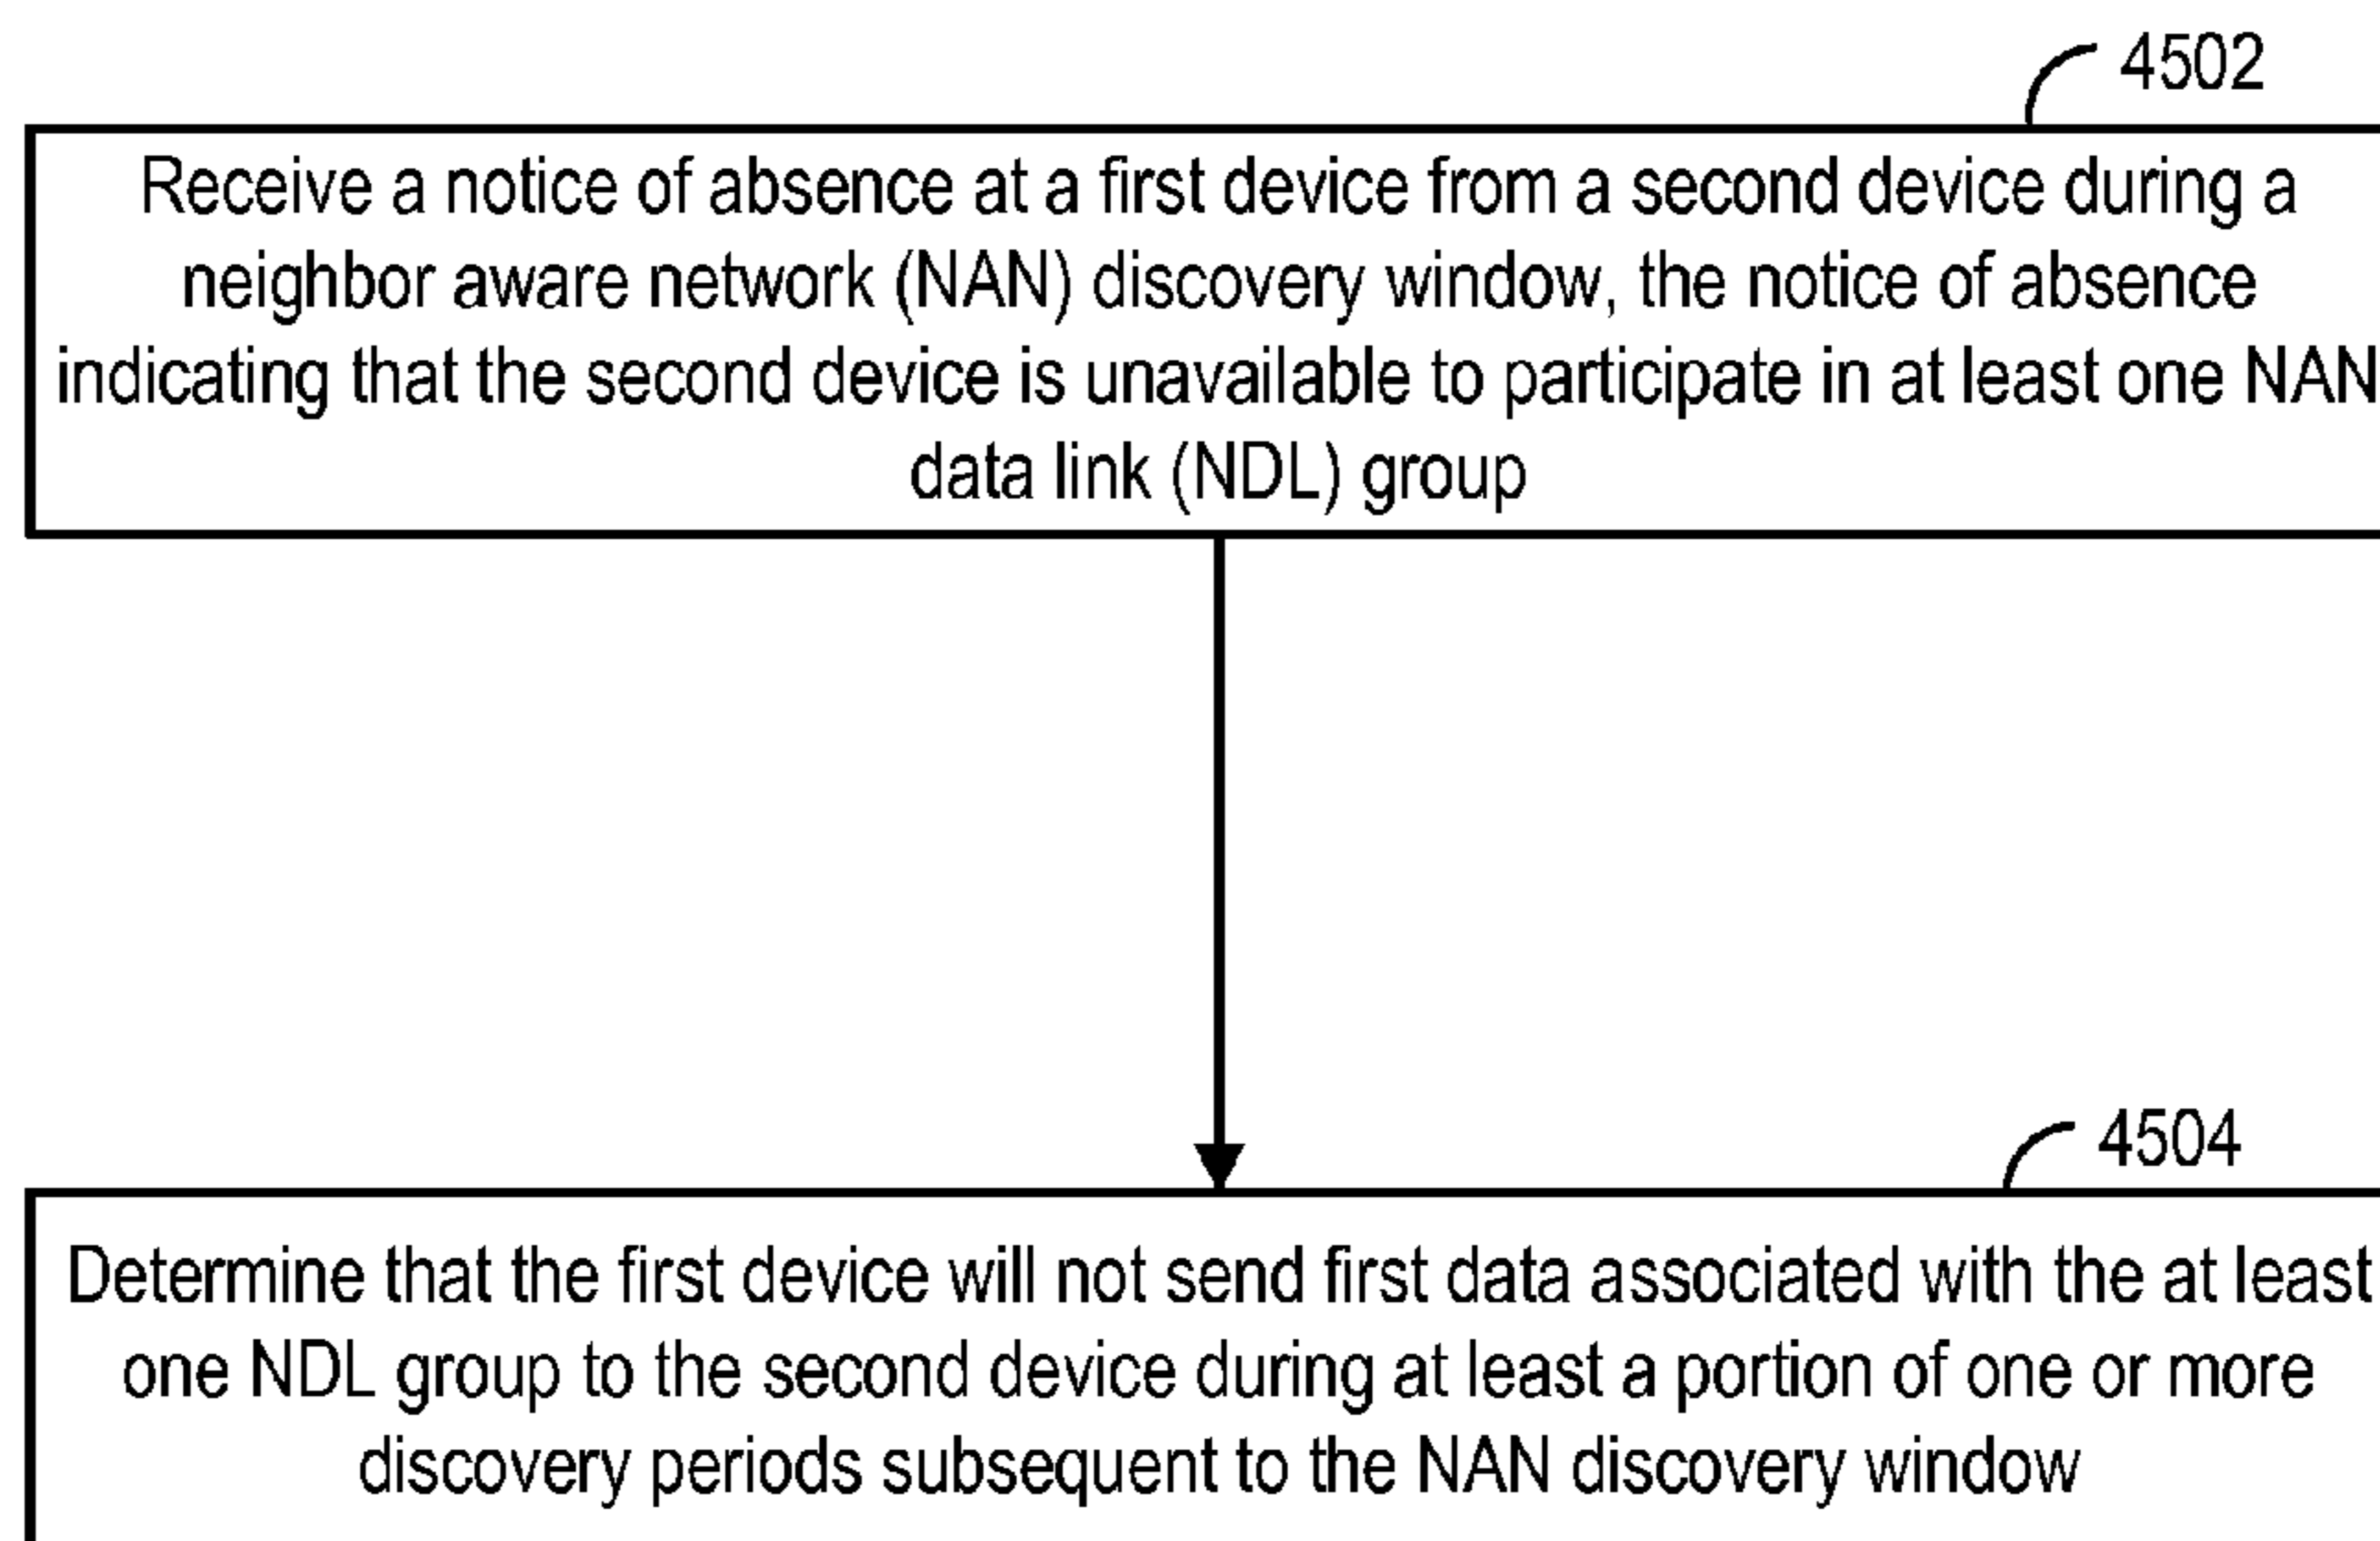 4502
Receive a notice of absence at a first device from a second device during a
neighbor aware network (NAN) discovery window, the notice of absence
indicating that the second device is unavailable to participate in at least one NAN
data link (NDL) group
4504
Determine that the first device will not send first data associated with the at least
one NDL group to the second device during at least a portion of one or more
discovery periods subsequent to the NAN discovery window